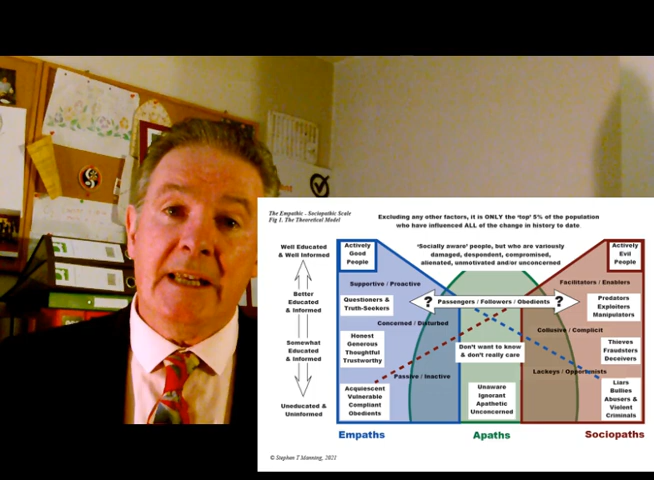 The Empathic - Sociopathic Scale
Fig 1. The Theoretical Model
Excluding any other factors, it is ONLY the 'top' 5% of the population
who have influenced ALL of the change in history to date
Well Educated
& Well Informed
Better
Educated
& Informed
Somewhat
Educated
& Informed
Uneducated &
Uninformed
Actively
Good
People
'Socially aware' people, but who are variously
damaged, despondent, compromised,
alienated, unmotivated and/or unconcerned
Actively
Evil
People
Supportive / Proactive
Facilitators / Enablers
Questioners &
Truth-Seekers
? Passengers / Followers / Obedients ?
Predators
Exploiters
Manipulators
Concerned / Disturbed
Collusive / Complicit
Honest
Generous
Thoughtful
Trustworthy
Don't want to know
& don't really care
Thieves
Fraudsters
Deceivers
Passive / Inactive
Lackeys / Opportunists
Acquiescent
Vulnerable
Compliant
Obedients
Unaware
Ignorant
Apathetic
Unconcerned
Liars
Bullies
Abusers &
Violent
Criminals
Empaths
Apaths
Sociopaths
© Stephen T Manning, 2021